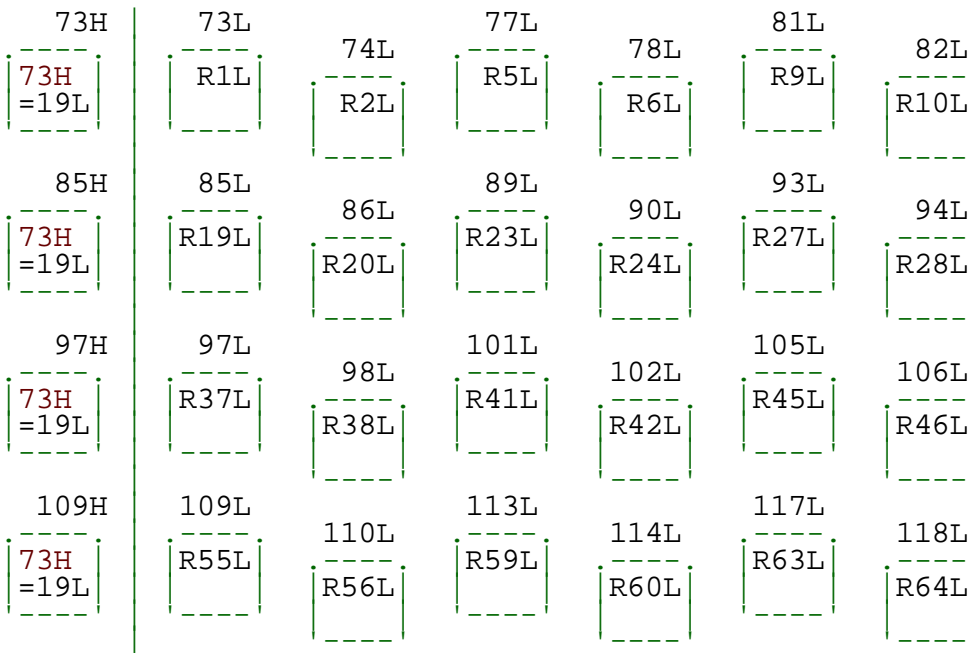 73H 73L 77L 81L
74L 78L 82L
73H R1L R5L R9L
=19L R2L R6L R10L
85H 85L 89L 93L
86L 90L 94L
73H R19L R23L R27L
=19L R20L R24L R28L
97H 97L 101L 105L
98L 102L 106L
73H R37L R41L R45L
=19L R38L R42L R46L
109H 109L 113L 117L
110L 114L 118L
73H R55L R59L R63L
=19L R56L R60L R64L